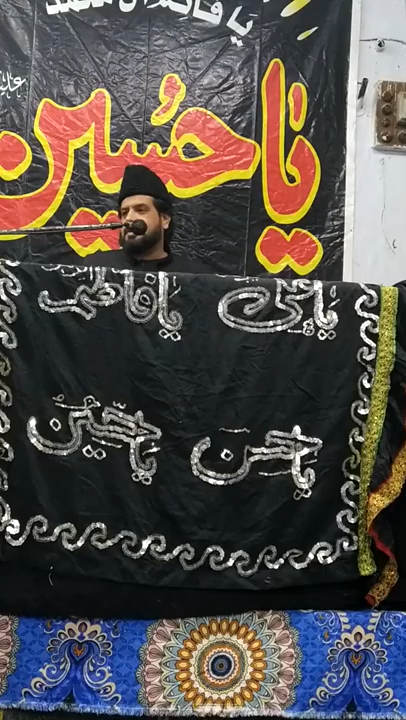 یا قائم آل محمد
یا حسین
یا علی یا فاطمہ
یا حسن یا حسین